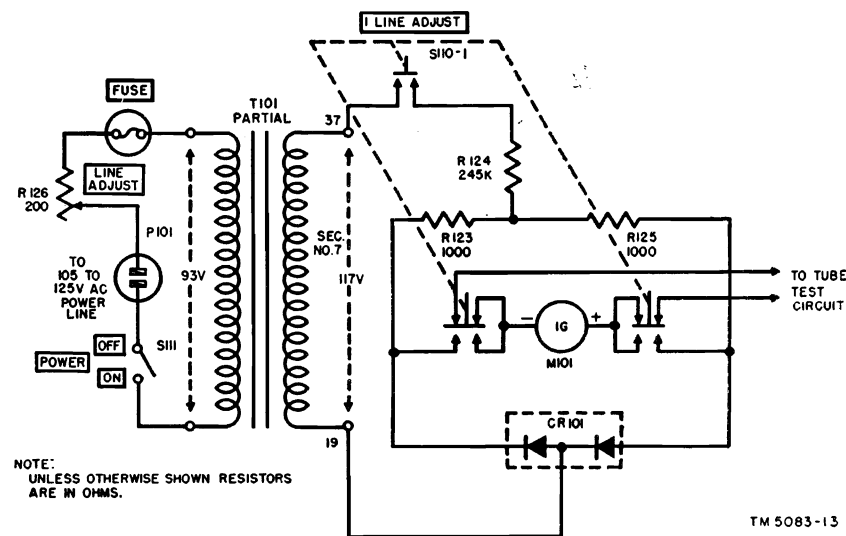 1 LINE ADJUST
S110-1
FUSE
T101
PARTIAL
37
R124
245K
LINE
ADJUST
R126
200
P101
R123
1000
R125
1000
SEC.
NO.7
TO
105 TO
125V AC
POWER
LINE
93V
117V
TO TUBE
TEST
CIRCUIT
− IG +
M101
OFF
S111
POWER
ON
CR101
19
NOTE:
UNLESS OTHERWISE SHOWN RESISTORS
ARE IN OHMS.
TM 5083-13